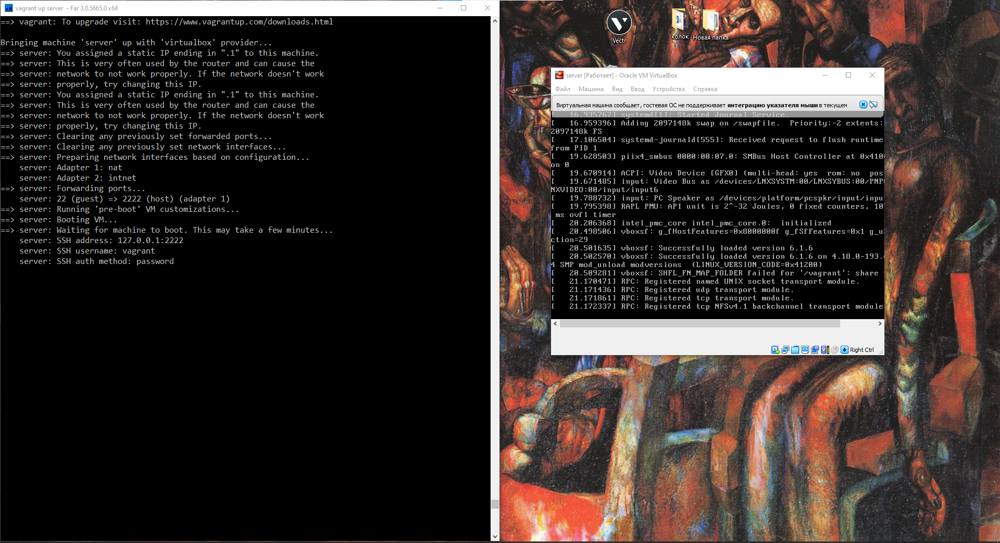 vagrant up server - Far 3.0.5665.0 x64
==> vagrant: To upgrade visit: https://www.vagrantup.com/downloads.html
Bringing machine 'server' up with 'virtualbox' provider...
==> server: You assigned a static IP ending in ".1" to this machine.
==> server: This is very often used by the router and can cause the
==> server: network to not work properly. If the network doesn't work
==> server: properly, try changing this IP.
==> server: You assigned a static IP ending in ".1" to this machine.
==> server: This is very often used by the router and can cause the
==> server: network to not work properly. If the network doesn't work
==> server: properly, try changing this IP.
==> server: Clearing any previously set forwarded ports...
==> server: Clearing any previously set network interfaces...
==> server: Preparing network interfaces based on configuration...
server: Adapter 1: nat
server: Adapter 2: intnet
==> server: Forwarding ports...
server: 22 (guest) => 2222 (host) (adapter 1)
==> server: Running 'pre-boot' VM customizations...
==> server: Booting VM...
==> server: Waiting for machine to boot. This may take a few minutes...
server: SSH address: 127.0.0.1:2222
server: SSH username: vagrant
server: SSH auth method: password
Vectr
колок
Новая папка
server [Работает] - Oracle VM VirtualBox
Файл Машина Вид Ввод Устройства Справка
Виртуальная машина сообщает, гостевая ОС не поддерживает интеграцию указателя мыши в текущем
[ 16.935767] systemd[1]: Started Journal Service.
[ 16.959396] Adding 2097148k swap on /swapfile. Priority:-2 extents:
2097148k FS
[ 17.106504] systemd-journald[555]: Received request to flush runtime
from PID 1
[ 19.628503] piix4_smbus 0000:00:07.0: SMBus Host Controller at 0x410
on 0
[ 19.670914] ACPI: Video Device [GFX0] (multi-head: yes rom: no pos
[ 19.671485] input: Video Bus as /devices/LNXSYSTM:00/LNXSYBUS:00/PNP
NXVIDEO:00/input/input6
[ 19.788732] input: PC Speaker as /devices/platform/pcspkr/input/inpu
[ 19.795398] RAPL PMU: API unit is 2^-32 Joules, 0 fixed counters, 10
ms ovfl timer
[ 20.206368] intel_pmc_core intel_pmc_core.0: initialized
[ 20.498506] vboxsf: g_fHostFeatures=0x8000000f g_fSfFeatures=0x1 g_u
ction=29
[ 20.501635] vboxsf: Successfully loaded version 6.1.6
[ 20.502570] vboxsf: Successfully loaded version 6.1.6 on 4.18.0-193.
4 SMP mod_unload modversions (LINUX_VERSION_CODE=0x41200)
[ 20.509281] vboxsf: SHFL_FN_MAP_FOLDER failed for '/vagrant': share
[ 21.170471] RPC: Registered named UNIX socket transport module.
[ 21.171436] RPC: Registered udp transport module.
[ 21.171861] RPC: Registered tcp transport module.
[ 21.172337] RPC: Registered tcp NFSv4.1 backchannel transport module
Right Ctrl